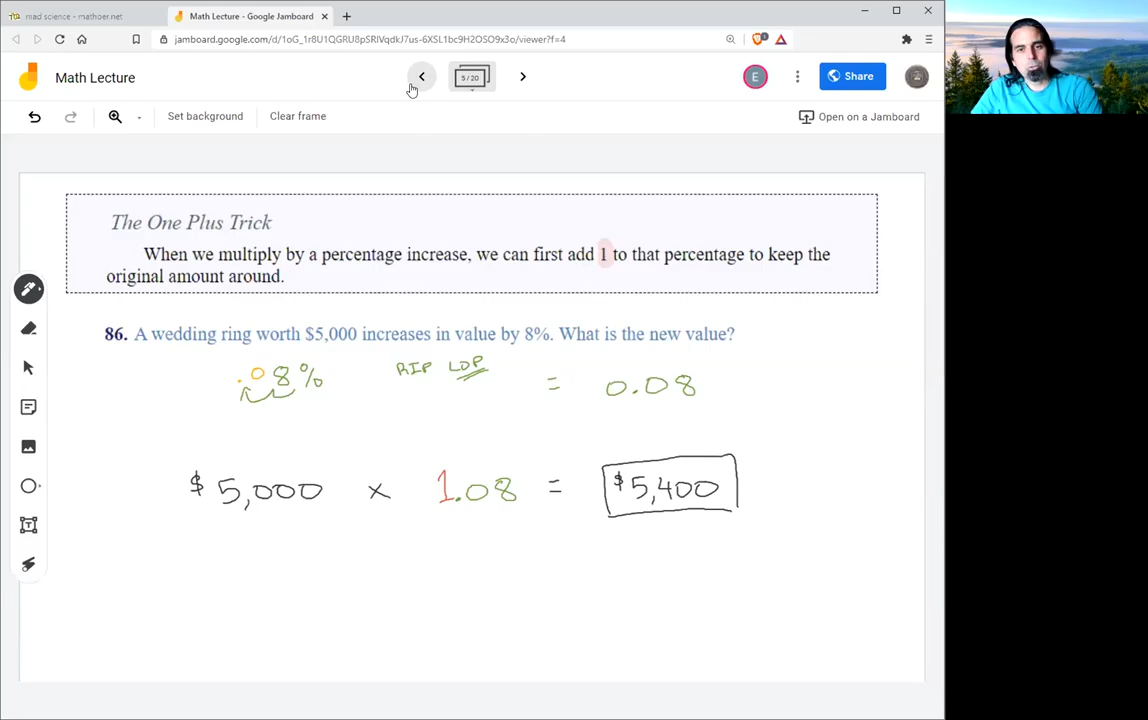 mad science - mathoer.net
Math Lecture - Google Jamboard
jamboard.google.com/d/1oG_1r8U1QGRU8pSRIVqdkJ7us-6XSL1bc9H2OSO9x3o/viewer?f=4
Math Lecture
5 / 20
E
Share
Set background
Clear frame
Open on a Jamboard
The One Plus Trick
When we multiply by a percentage increase, we can first add 1 to that percentage to keep the
original amount around.
86. A wedding ring worth $5,000 increases in value by 8%. What is the new value?
.08% RIP LOP = 0.08
$5,000 x 1.08 = $5,400